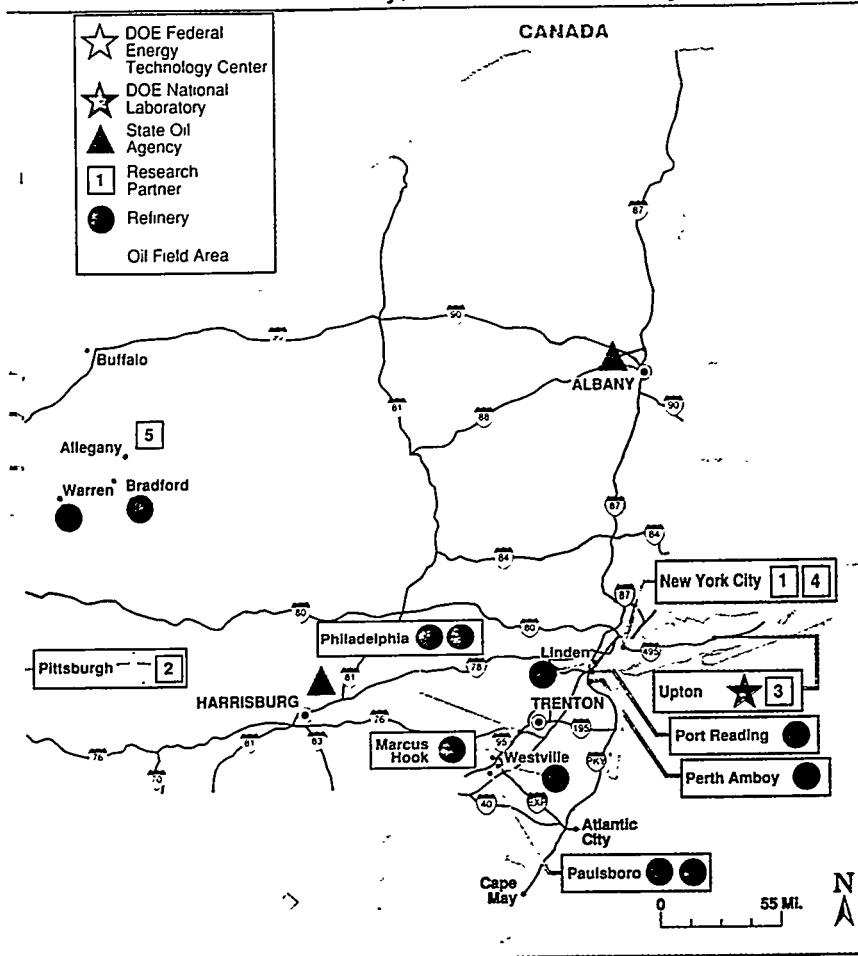 CANADA
DOE Federal
Energy
Technology Center
DOE National
Laboratory
State Oil
Agency
1 Research
Partner
Refinery
Oil Field Area
87
90
Buffalo
ALBANY
81
88
90
Allegany 5
Warren Bradford
87
84
84
New York City 1 4
87
80
80
Philadelphia
Linden
495
Pittsburgh 2
81
78
Upton 3
HARRISBURG
TRENTON
76
195
Port Reading
Marcus
Hook
95
Westville
PKY
Perth Amboy
76
81
83
70
40
EXP
Atlantic
City
Cape
May
Paulsboro
N
0 55 Mi.